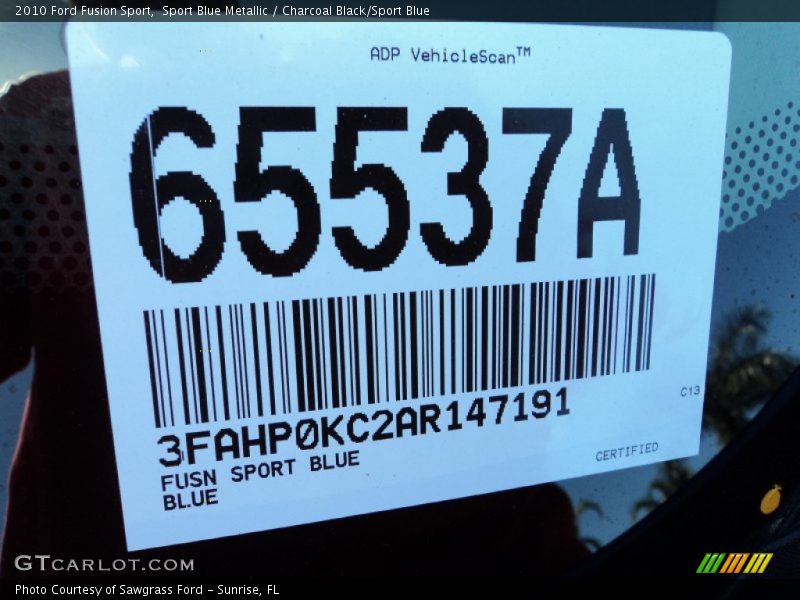 2010 Ford Fusion Sport,  Sport Blue Metallic / Charcoal Black/Sport Blue
ADP VehicleScan™
65537A
3FAHP0KC2AR147191
C13
FUSN SPORT BLUE
CERTIFIED
BLUE
GTCARLOT.COM
Photo Courtesy of Sawgrass Ford – Sunrise, FL